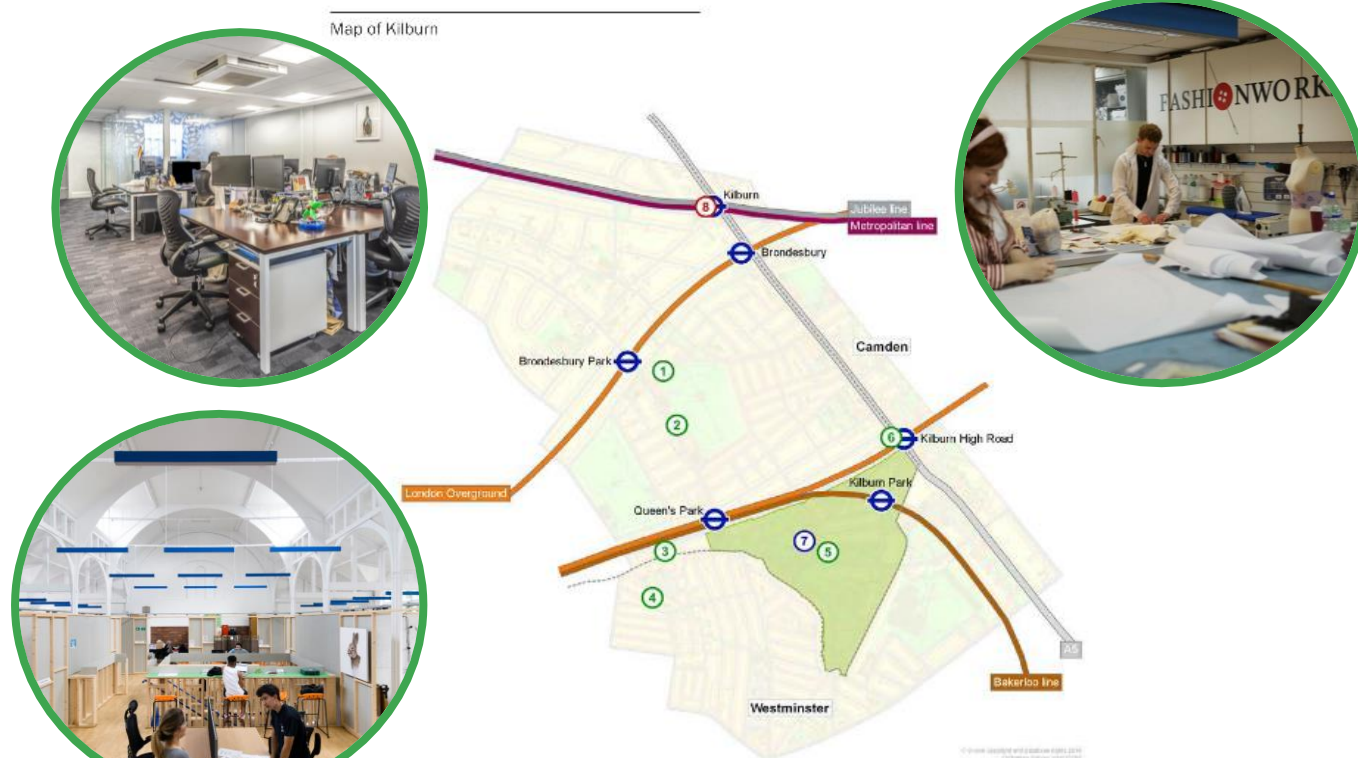 Map of Kilburn
FASHIONWORK
Kilburn
8
Jubilee line
Metropolitan line
Brondesbury
Camden
Brondesbury Park
1
2
6
Kilburn High Road
Kilburn Park
London Overground
Queen's Park
7
5
3
4
A5
Bakerloo line
Westminster